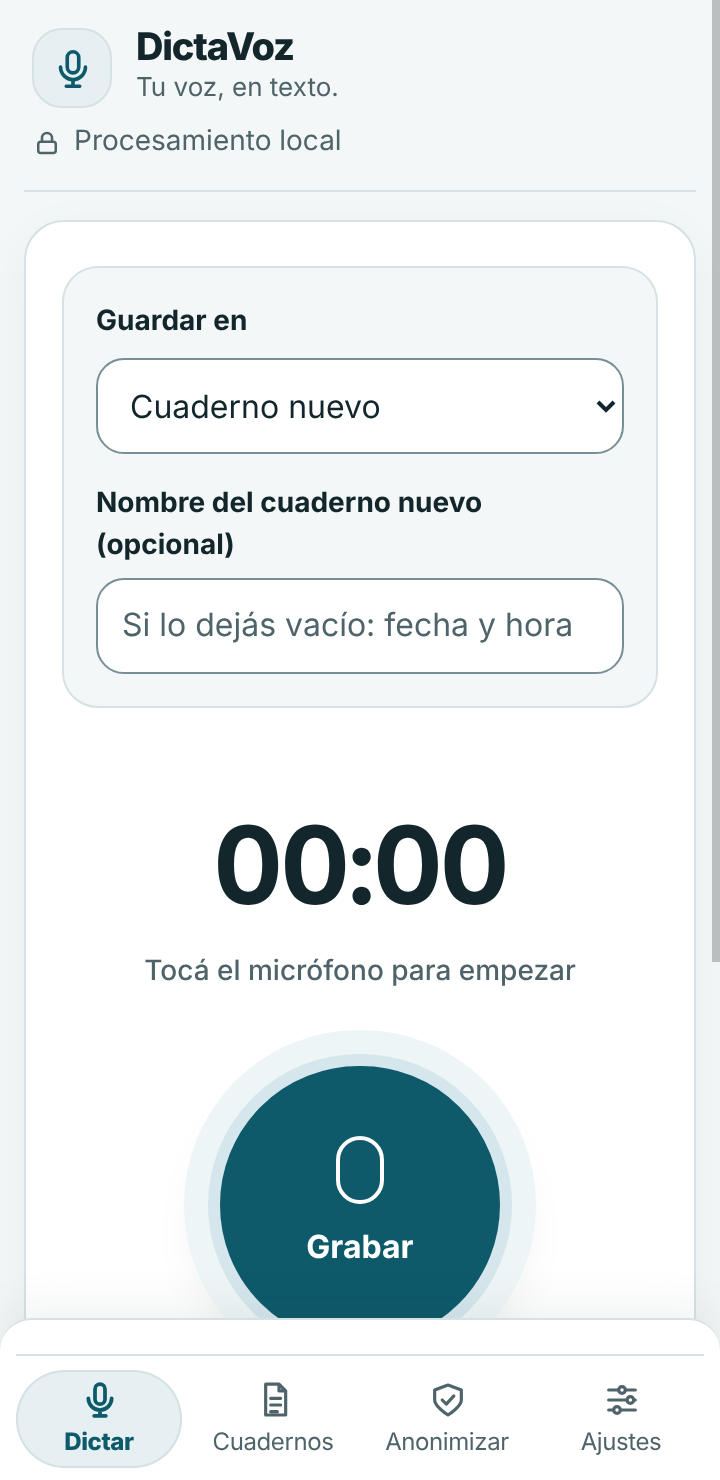 DictaVoz
Tu voz, en texto.
Procesamiento local
Guardar en
Cuaderno nuevo
Nombre del cuaderno nuevo
(opcional)
Si lo dejás vacío: fecha y hora
00:00
Tocá el micrófono para empezar
Grabar
Dictar
Cuadernos
Anonimizar
Ajustes